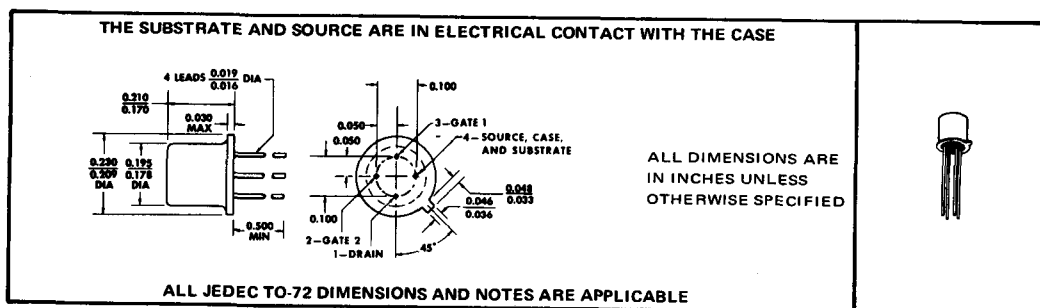 THE SUBSTRATE AND SOURCE ARE IN ELECTRICAL CONTACT WITH THE CASE
4 LEADS 0.019 DIA
0.016
0.210
0.170
0.030
MAX
0.100
0.050
0.050
3—GATE 1
4—SOURCE, CASE,
AND SUBSTRATE
0.230
0.209
DIA
0.195
0.178
DIA
ALL DIMENSIONS ARE
IN INCHES UNLESS
OTHERWISE SPECIFIED
0.048
0.033
0.046
0.036
0.100
0.500
MIN
2—GATE 2
1—DRAIN
45°
ALL JEDEC TO-72 DIMENSIONS AND NOTES ARE APPLICABLE